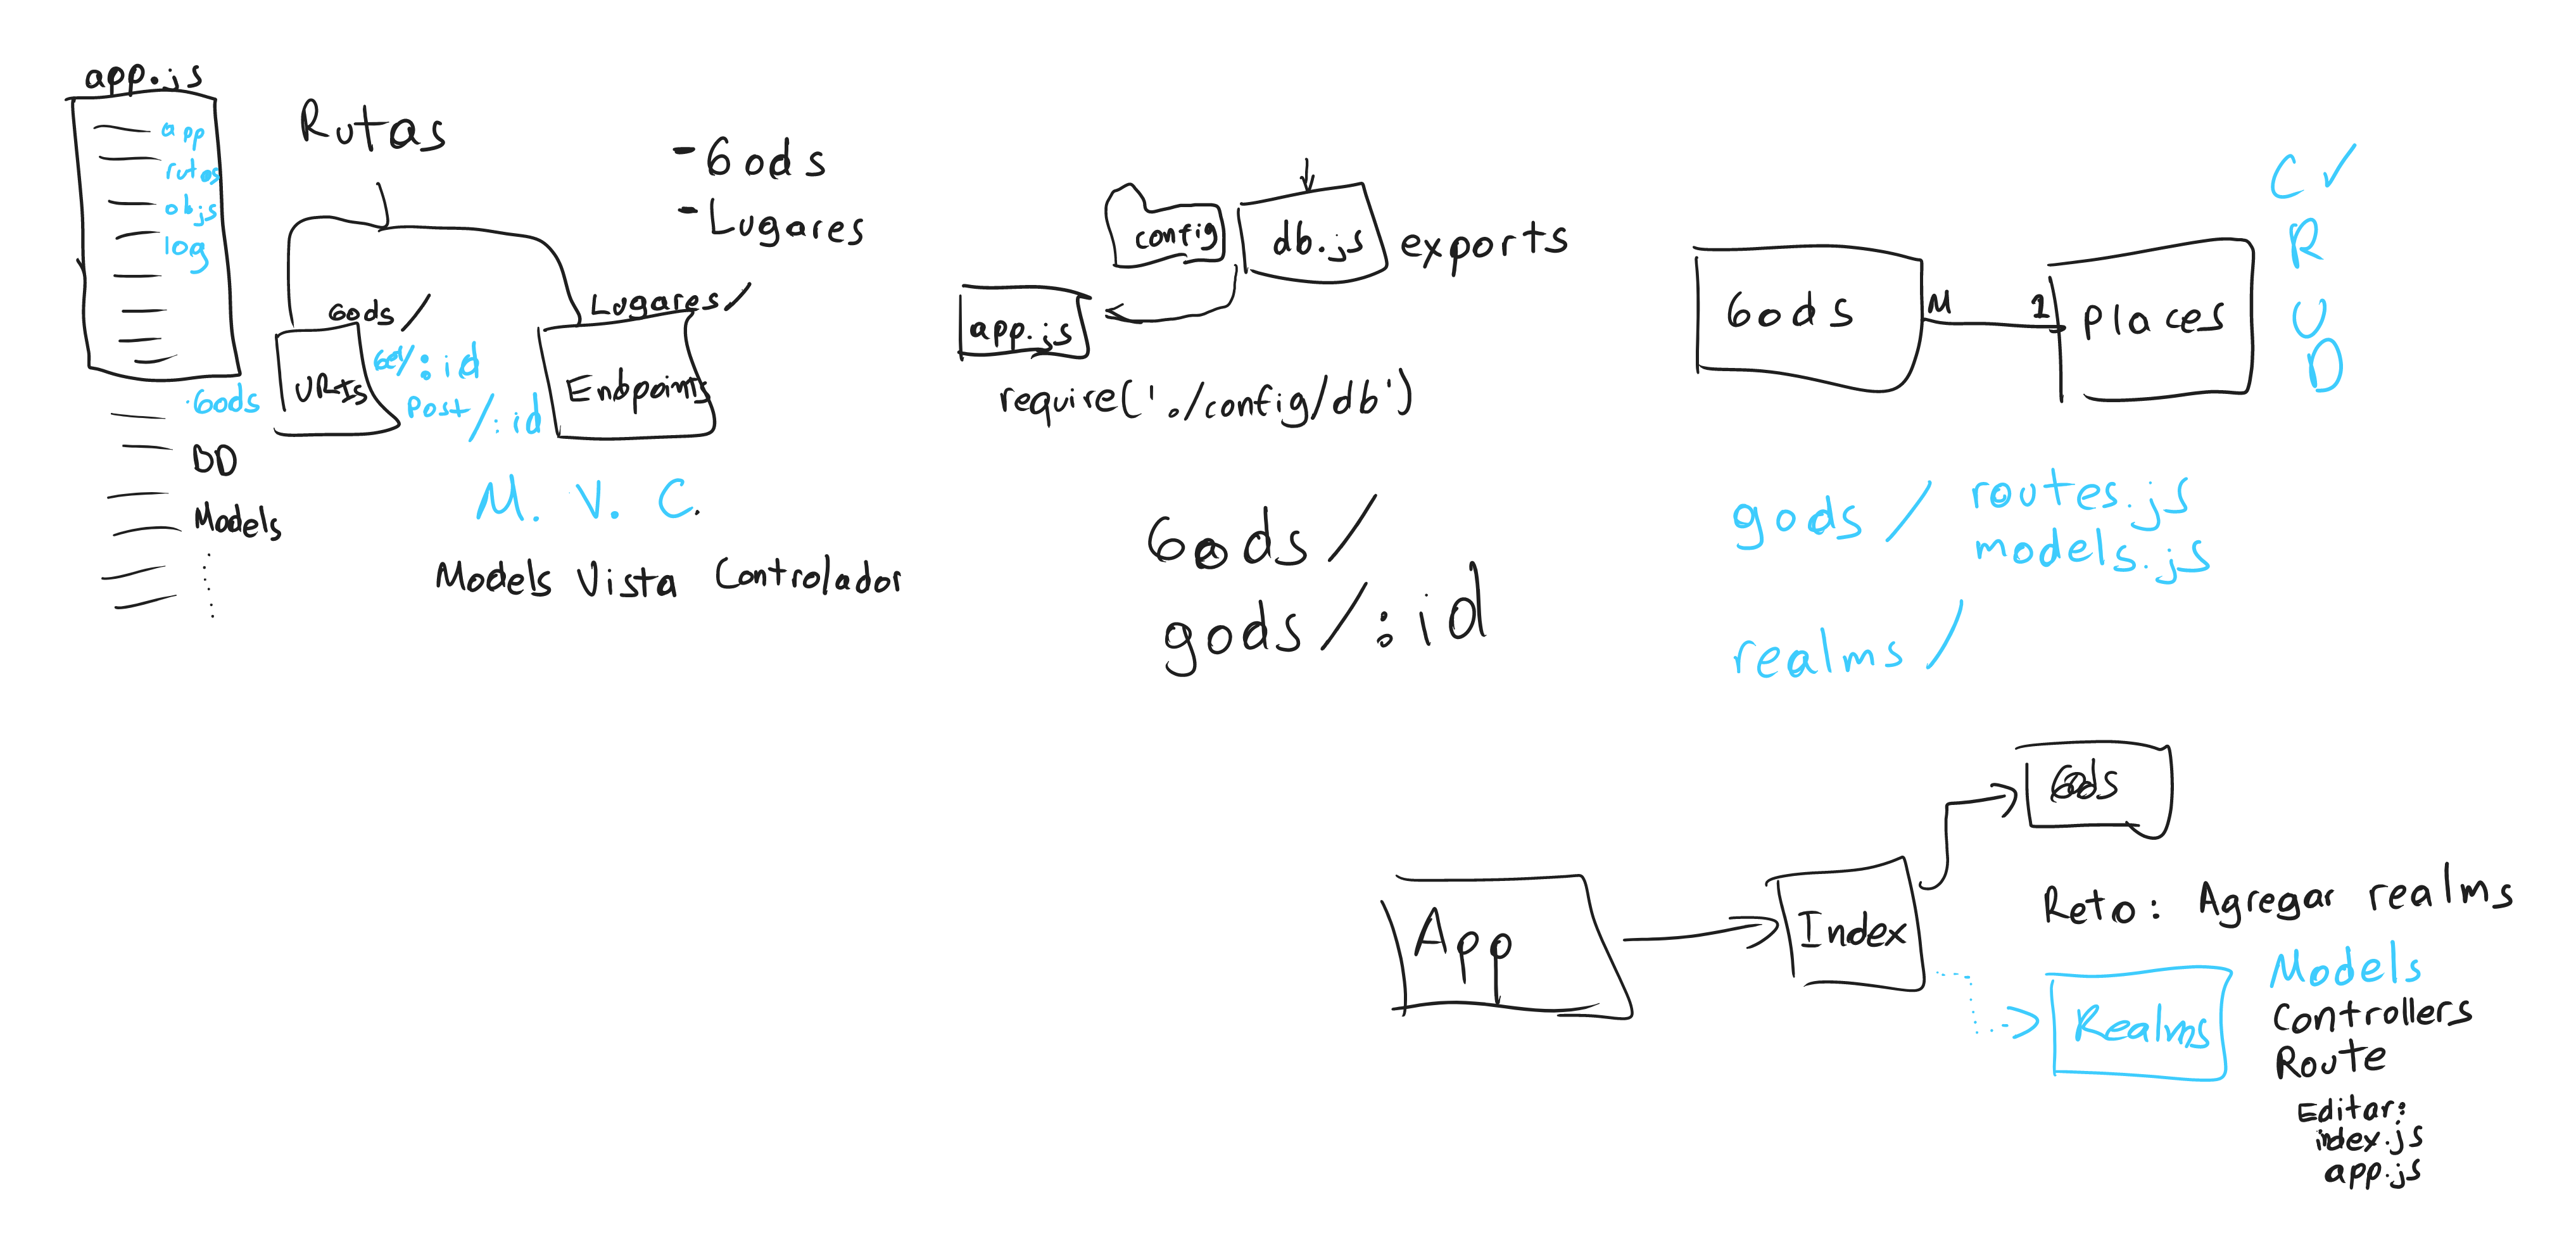 app.js
app
rutas
objs
log
Gods
BD
Models
Rutas
- Gods
- Lugares
Gods /
URIs
Get/:id
Post/:id
Lugares/
Endpoints
M. V. C.
Models Vista Controlador
config
db.js
exports
app.js
require('./config/db')
Gods /
gods /:id
Gods
M
1
Places
C ✓
R
U
D
gods / routes.js
models.js
realms /
App
Index
Gods
Reto: Agregar realms
Realms
Models
Controllers
Route
Editar:
index.js
app.js